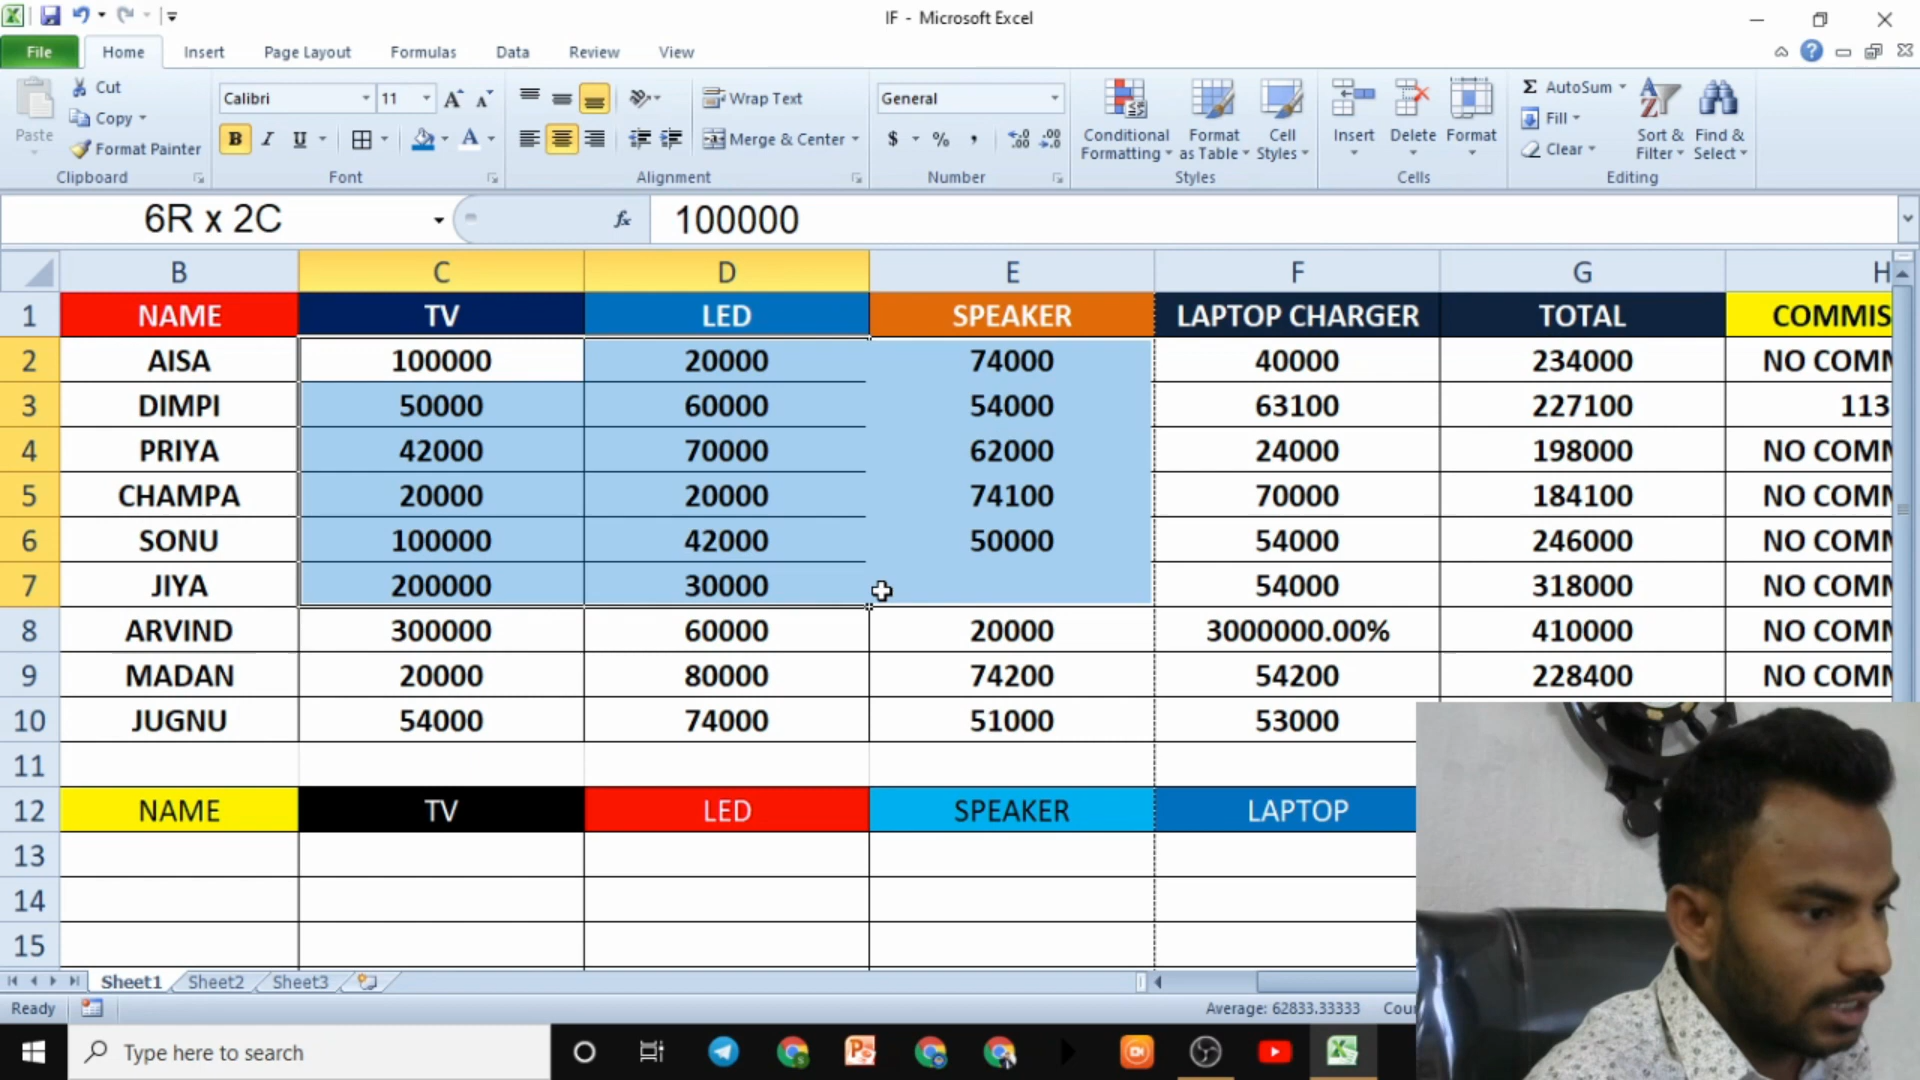 IF - Microsoft Excel
File Home Insert Page Layout Formulas Data Review View
Paste
Cut
Copy
Format Painter
Clipboard
Calibri 11
B I U
Font
Wrap Text
Merge & Center
Alignment
General
$ % ,
Number
Conditional Formatting
Format as Table
Cell Styles
Styles
Insert Delete Format
Cells
Σ AutoSum
Fill
Clear
Sort & Filter
Find & Select
Editing
6R x 2C fx 100000
B C D E F G H
1 NAME TV LED SPEAKER LAPTOP CHARGER TOTAL COMMIS
2 AISA 100000 20000 74000 40000 234000 NO COMM
3 DIMPI 50000 60000 54000 63100 227100 113
4 PRIYA 42000 70000 62000 24000 198000 NO COMM
5 CHAMPA 20000 20000 74100 70000 184100 NO COMM
6 SONU 100000 42000 50000 54000 246000 NO COMM
7 JIYA 200000 30000 54000 318000 NO COMM
8 ARVIND 300000 60000 20000 3000000.00% 410000 NO COMM
9 MADAN 20000 80000 74200 54200 228400 NO COMM
10 JUGNU 54000 74000 51000 53000
11
12 NAME TV LED SPEAKER LAPTOP
13
14
15
Sheet1 Sheet2 Sheet3
Ready Average: 62833.33333 Cou
Type here to search